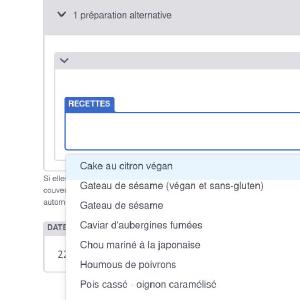 1 préparation alternative
RECETTES
Cake au citron végan
Si elles
Gateau de sésame (végan et sans-gluten)
couver
autom
Gateau de sésame
Caviar d'aubergines fumées
DATE
Chou mariné à la japonaise
22
Houmous de poivrons
Pois cassé - oignon caramélisé